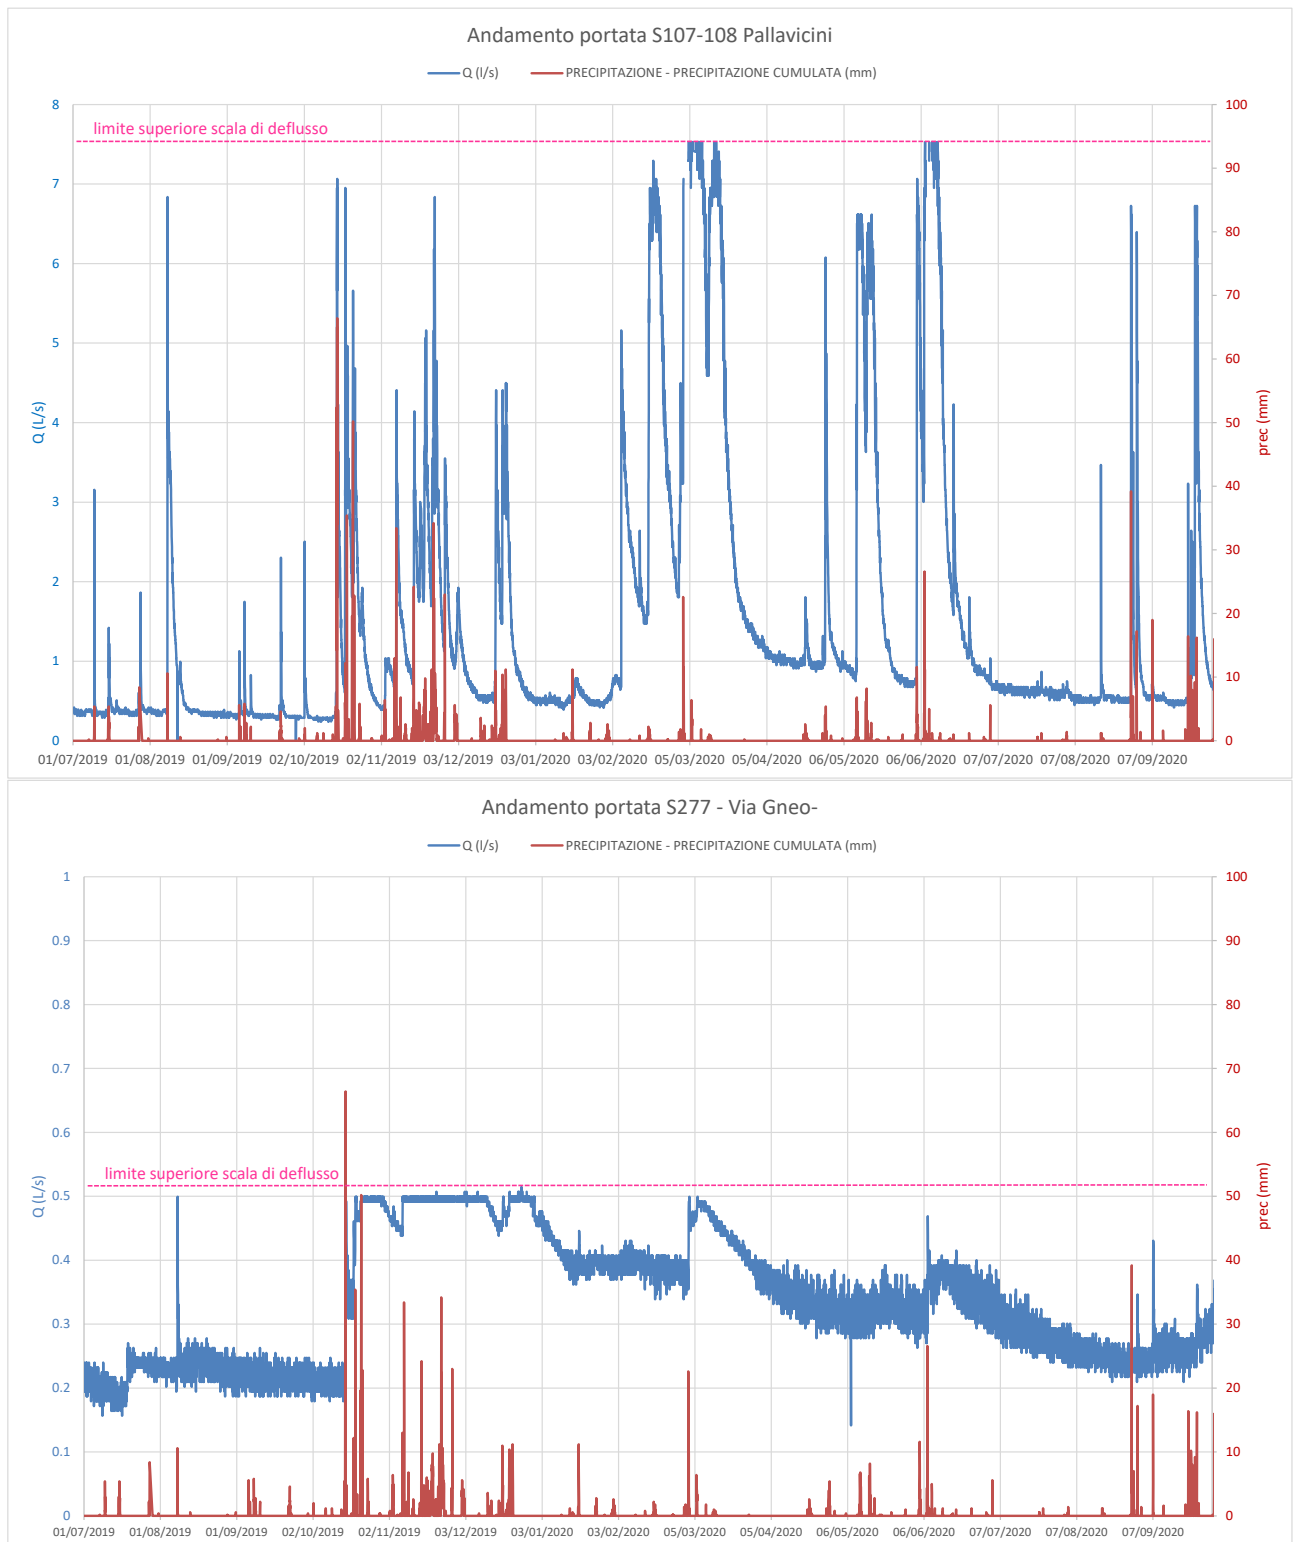 Andamento portata S107-108 Pallavicini
Q (l/s) PRECIPITAZIONE - PRECIPITAZIONE CUMULATA (mm)
8 100
limite superiore scala di deflusso
90
7
80
6
70
5 60
50
4
Q (L/s) prec (mm)
40
3
30
2
20
1
10
0 0
01/07/2019 01/08/2019 01/09/2019 02/10/2019 02/11/2019 03/12/2019 03/01/2020 03/02/2020 05/03/2020 05/04/2020 06/05/2020 06/06/2020 07/07/2020 07/08/2020 07/09/2020
Andamento portata S277 - Via Gneo-
Q (l/s) PRECIPITAZIONE - PRECIPITAZIONE CUMULATA (mm)
1 100
0.9 90
0.8 80
0.7 70
0.6 60
limite superiore scala di deflusso
0.5 50
Q (L/s) prec (mm)
0.4 40
0.3 30
0.2 20
0.1 10
0 0
01/07/2019 01/08/2019 01/09/2019 02/10/2019 02/11/2019 03/12/2019 03/01/2020 03/02/2020 05/03/2020 05/04/2020 06/05/2020 06/06/2020 07/07/2020 07/08/2020 07/09/2020